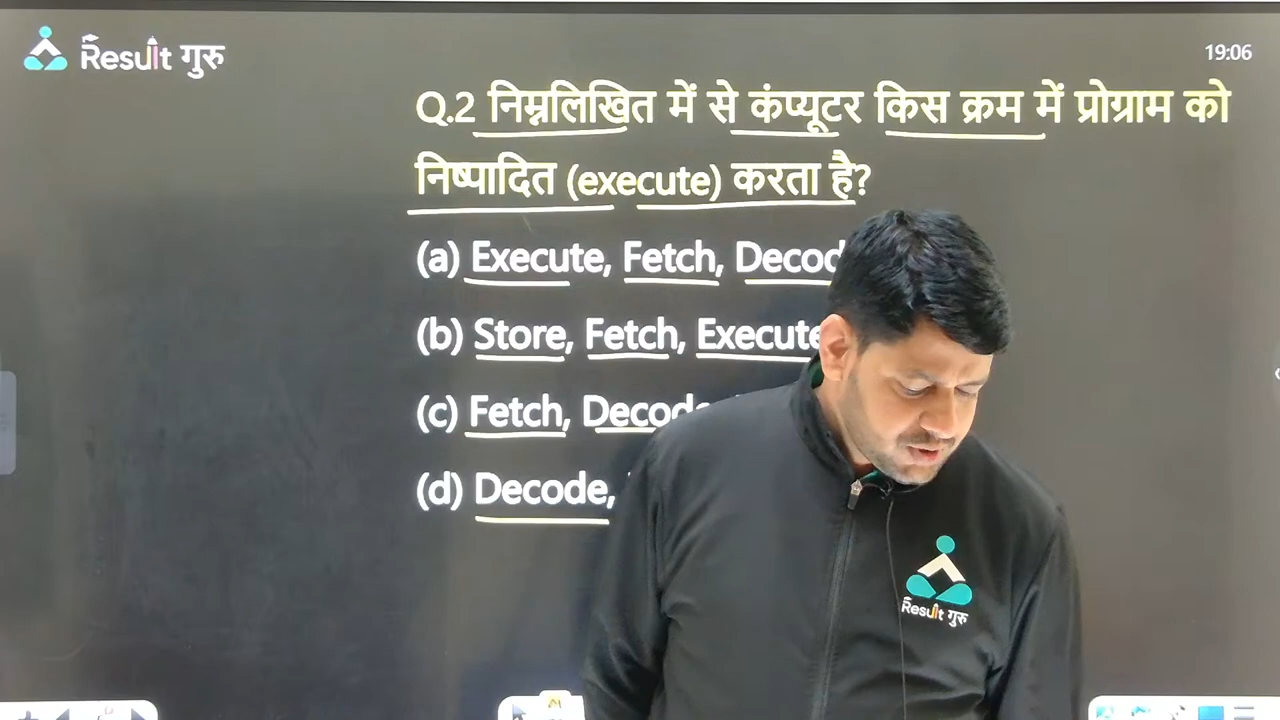 Result गुरु
19:06
Q.2 निम्नलिखित में से कंप्यूटर किस क्रम में प्रोग्राम को
निष्पादित (execute) करता है?
(a) Execute, Fetch, Decod
(b) Store, Fetch, Execute
(c) Fetch, Decod
(d) Decode,
Result गुरु